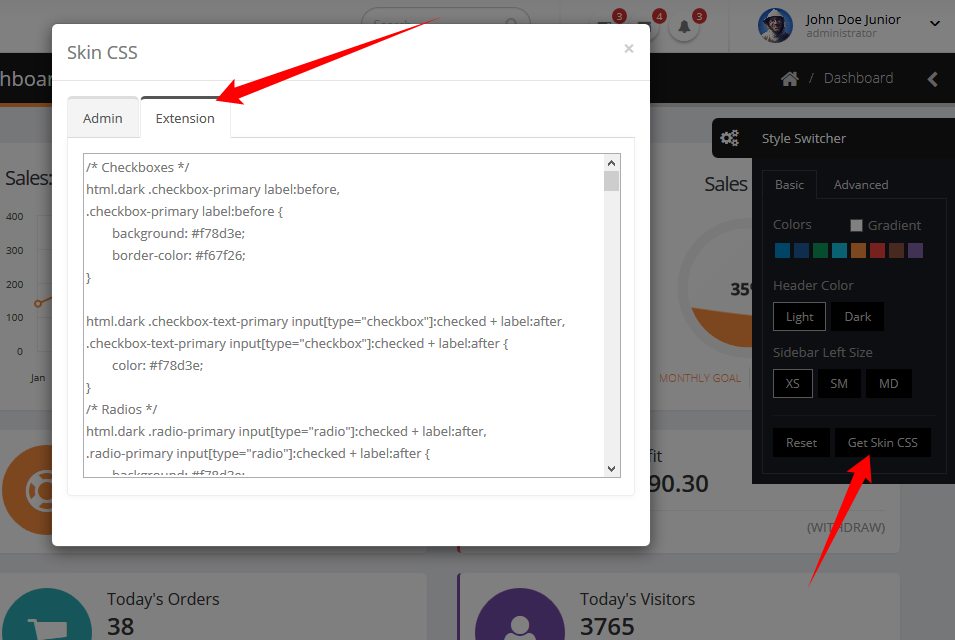 Search
3
4
3
John Doe Junior
administrator
Skin CSS
×
hboar
/ Dashboard
Admin
Extension
/* Checkboxes */
html.dark .checkbox-primary label:before,
.checkbox-primary label:before {
background: #f78d3e;
border-color: #f67f26;
}
html.dark .checkbox-text-primary input[type="checkbox"]:checked + label:after,
.checkbox-text-primary input[type="checkbox"]:checked + label:after {
color: #f78d3e;
}
/* Radios */
html.dark .radio-primary input[type="radio"]:checked + label:after,
.radio-primary input[type="radio"]:checked + label:after {
background: #f78d3e;
Style Switcher
Basic
Advanced
Colors
Gradient
Header Color
Light
Dark
Sidebar Left Size
XS
SM
MD
Reset
Get Skin CSS
Sales:
400
300
200
100
0
Jan
Sales
35%
MONTHLY GOAL
fit
90.30
(WITHDRAW)
Today's Orders
38
Today's Visitors
3765